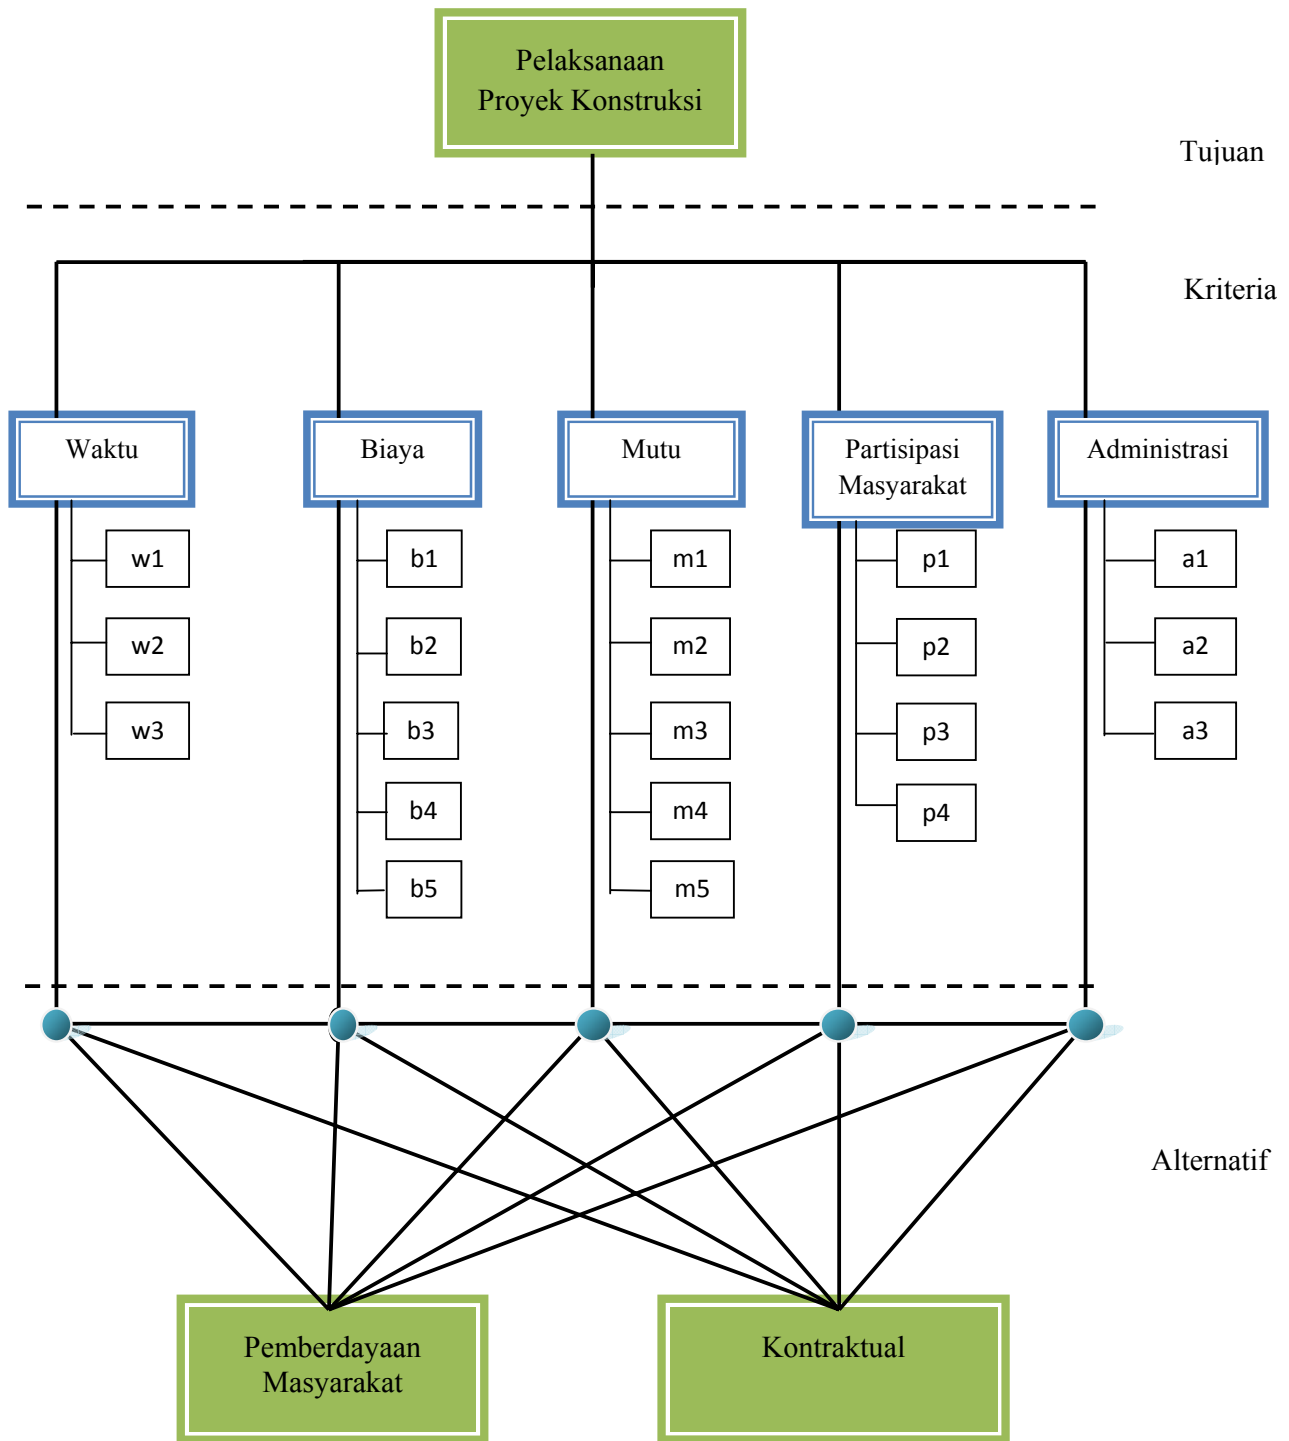 Pelaksanaan
Proyek Konstruksi
Tujuan
Kriteria
Waktu
Biaya
Mutu
Partisipasi
Masyarakat
Administrasi
w1
b1
m1
p1
a1
w2
b2
m2
p2
a2
w3
b3
m3
p3
a3
b4
m4
p4
b5
m5
Alternatif
Pemberdayaan
Masyarakat
Kontraktual